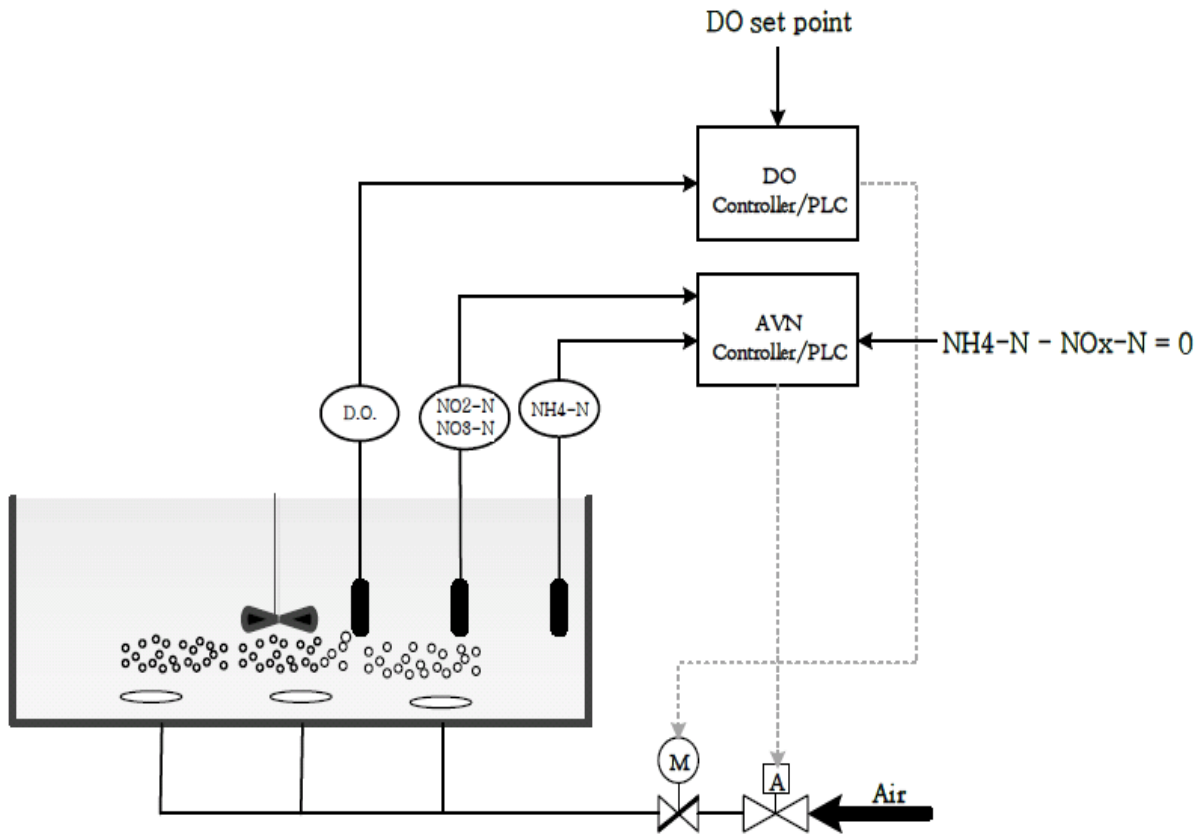 DO set point
DO
Controller/PLC
AVN
Controller/PLC
NH4-N - NOx-N = 0
D.O.
NO2-N
NO3-N
NH4-N
M
A
Air